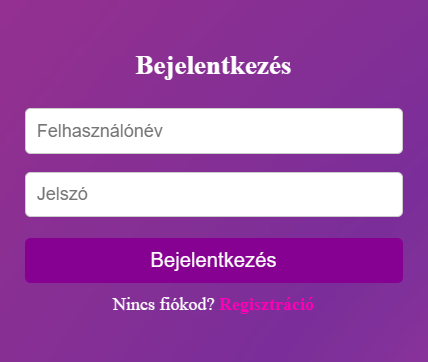 Bejelentkezés
Felhasználónév
Jelszó
Bejelentkezés
Nincs fiókod? Regisztráció